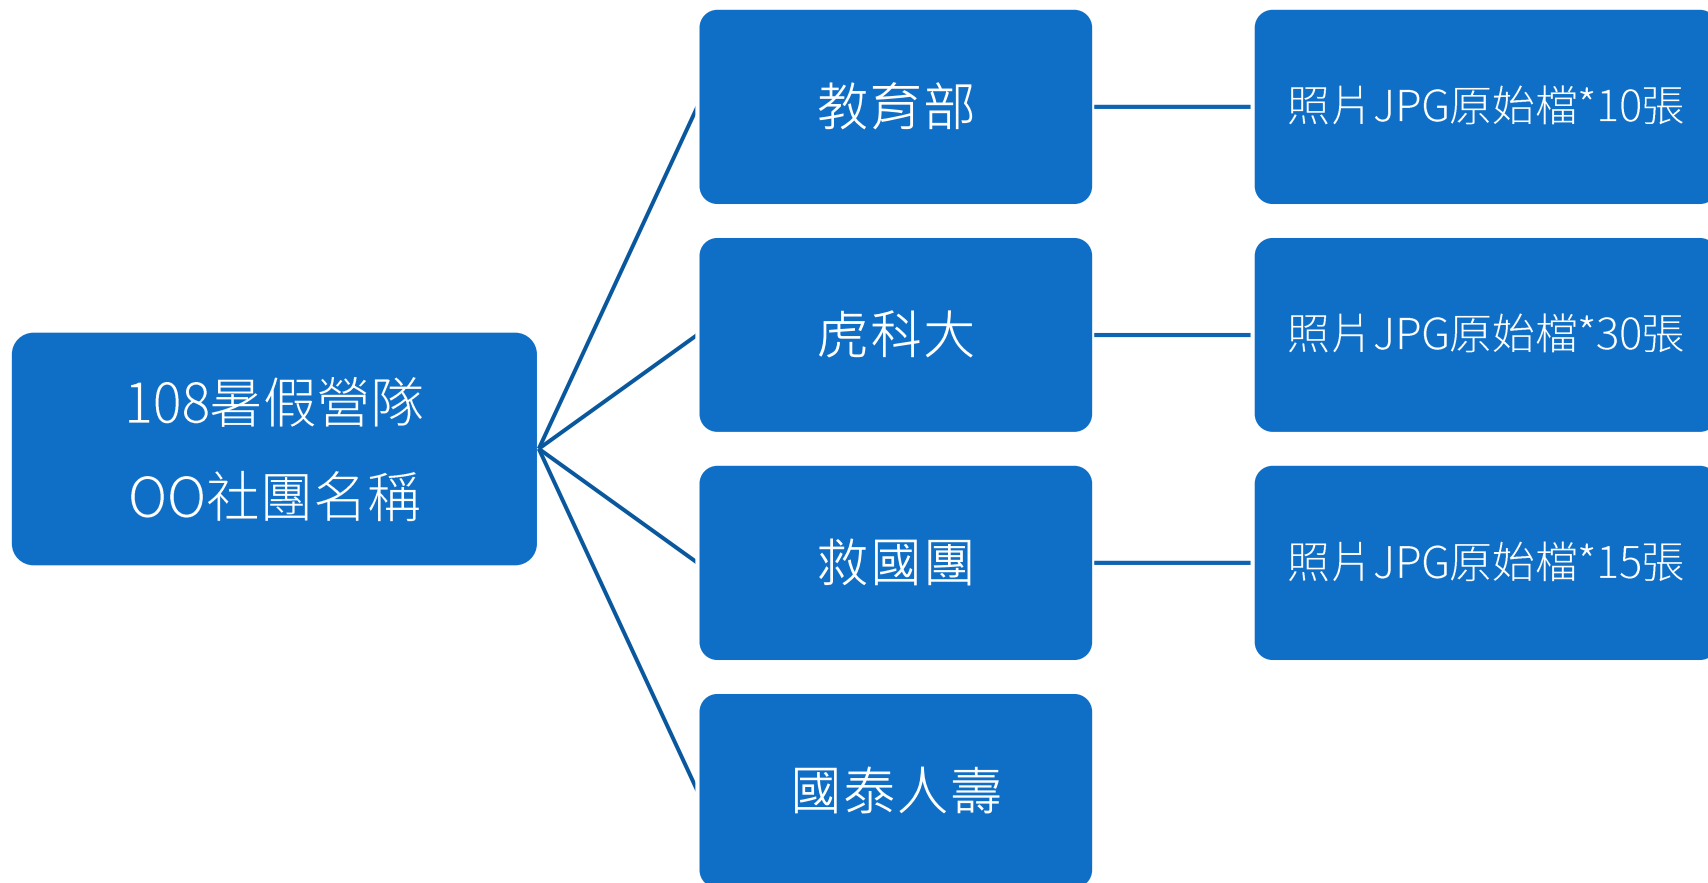 108暑假營隊
OO社團名稱
教育部
照片JPG原始檔*10張
虎科大
照片JPG原始檔*30張
救國團
照片JPG原始檔*15張
國泰人壽